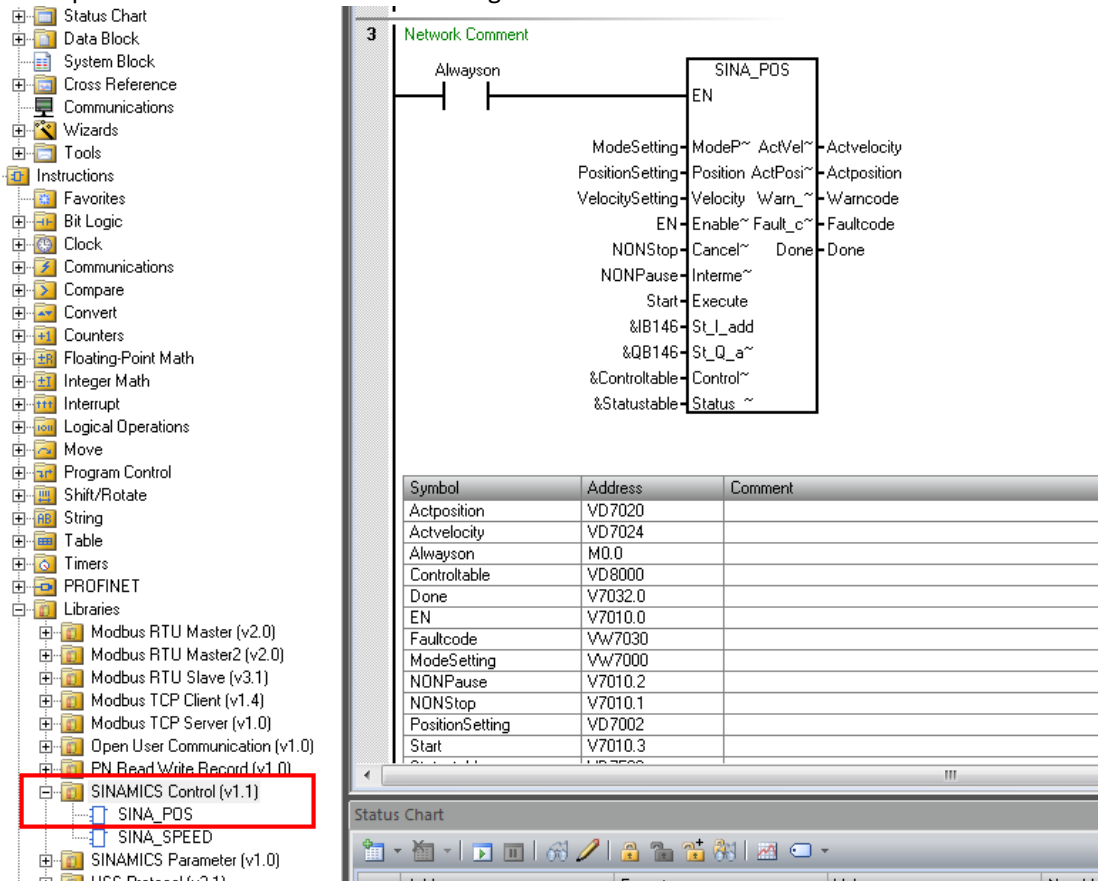 Status Chart
Data Block
System Block
Cross Reference
Communications
Wizards
Tools
Instructions
Favorites
Bit Logic
Clock
Communications
Compare
Convert
Counters
Floating-Point Math
Integer Math
Interrupt
Logical Operations
Move
Program Control
Shift/Rotate
String
Table
Timers
PROFINET
Libraries
Modbus RTU Master (v2.0)
Modbus RTU Master2 (v2.0)
Modbus RTU Slave (v3.1)
Modbus TCP Client (v1.4)
Modbus TCP Server (v1.0)
Open User Communication (v1.0)
PN Read Write Record (v1.0)
SINAMICS Control (v1.1)
SINA_POS
SINA_SPEED
SINAMICS Parameter (v1.0)
3 Network Comment
Alwayson SINA_POS
EN
ModeSetting ModeP~ ActVel~ Actvelocity
PositionSetting Position ActPosi~ Actposition
VelocitySetting Velocity Warn_~ Warncode
EN Enable~ Fault_c~ Faultcode
NONStop Cancel~ Done Done
NONPause Interme~
Start Execute
&IB146 St_I_add
&QB146 St_Q_a~
&Controltable Control~
&Statustable Status_~
Symbol Address Comment
Actposition VD7020
Actvelocity VD7024
Alwayson M0.0
Controltable VD8000
Done V7032.0
EN V7010.0
Faultcode VW7030
ModeSetting VW7000
NONPause V7010.2
NONStop V7010.1
PositionSetting VD7002
Start V7010.3
Status Chart